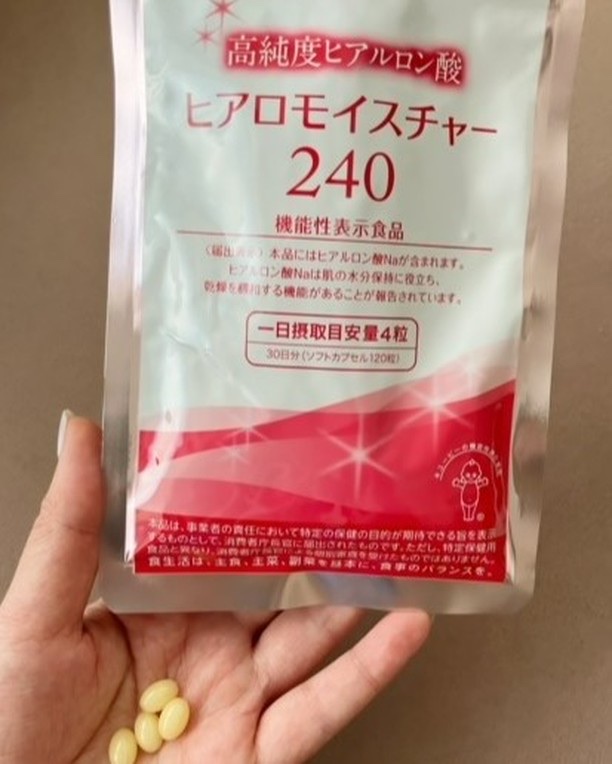 高純度ヒアルロン酸
ヒアロモイスチャー
240
機能性表示食品
〈届出表示〉本品にはヒアルロン酸Naが含まれます。
ヒアルロン酸Naは肌の水分保持に役立ち、
乾燥を緩和する機能があることが報告されています。
一日摂取目安量4粒
30日分(ソフトカプセル120粒)
本品は、事業者の責任において特定の保健の目的が期待できる旨を表示
するものとして、消費者庁長官に届出されたものです。ただし、特定保健用
食品と異なり、消費者庁長官による個別審査を受けたものではありません。
食生活は、主食、主菜、副菜を基本に、食事のバランスを。